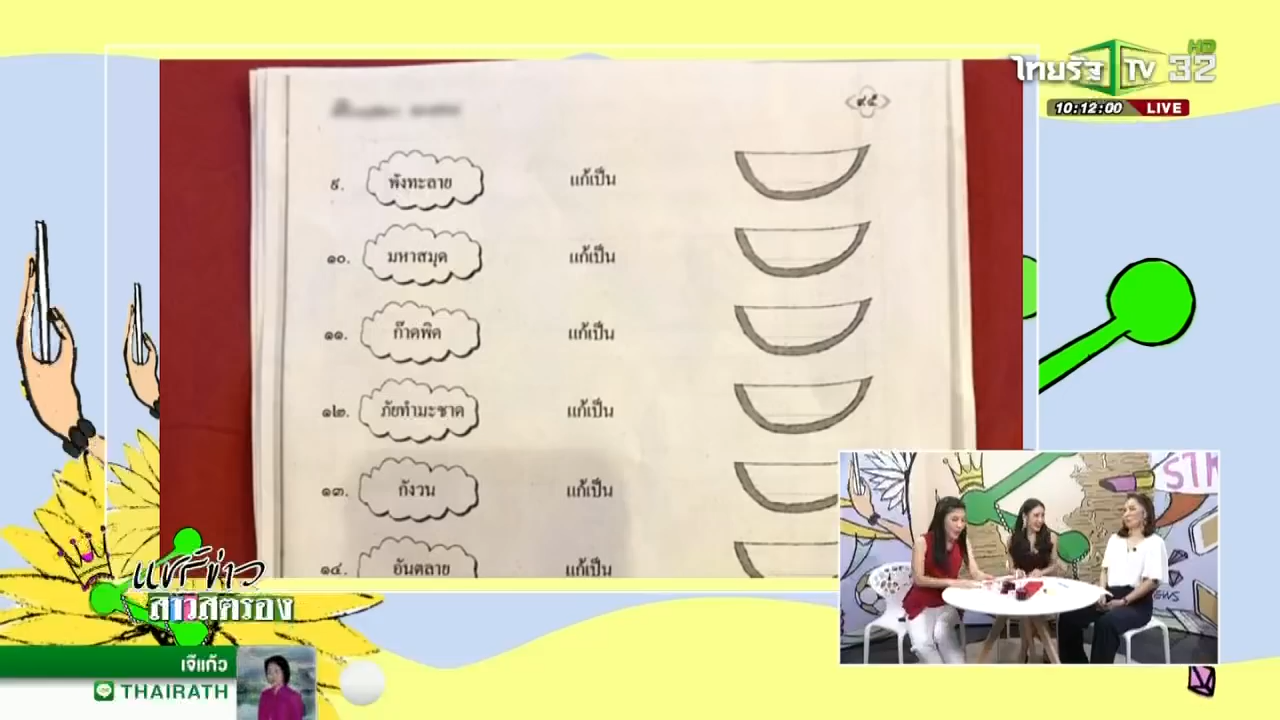 ไทยรัฐ TV 32 HD
10:12:00 LIVE
๙๕
๙. พังทะลาย แก้เป็น
๑๐. มหาสมุด แก้เป็น
๑๑. ก๊าดพิด แก้เป็น
๑๒. ภัยทำมะชาด แก้เป็น
๑๓. กังวน แก้เป็น
๑๔. อันตลาย แก้เป็น
แชร์ข่าว
สาวสตรอง
เจ๊แก้ว
THAIRATH